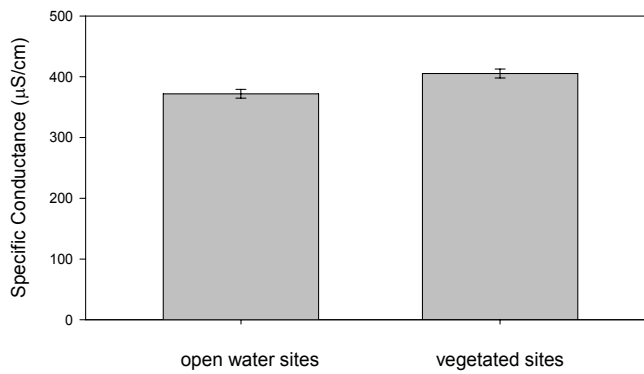 Specific Conductance (μS/cm)
500
400
300
200
100
0
open water sites
vegetated sites